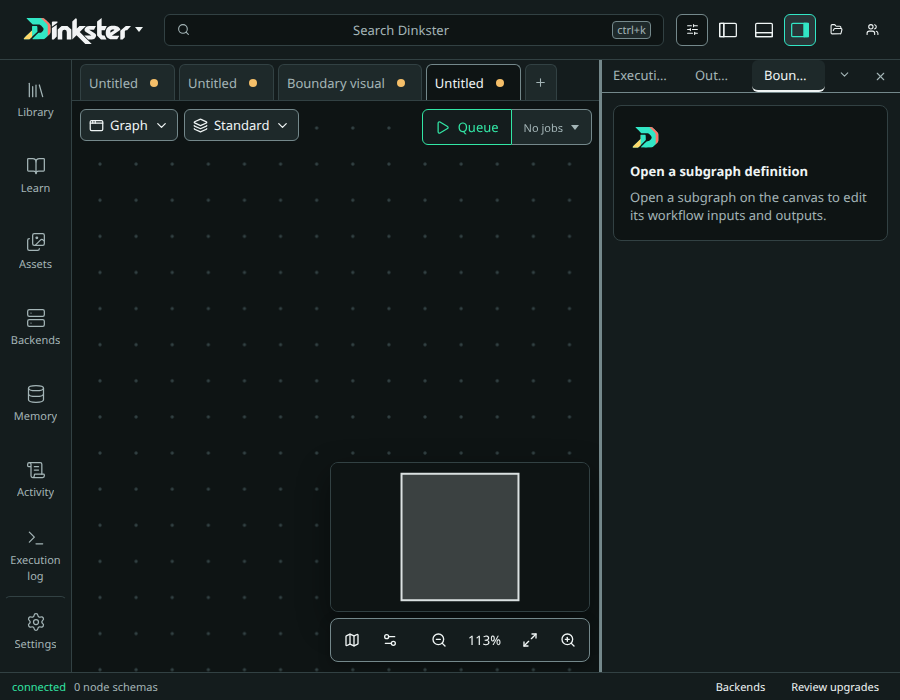 Dinkster
Search Dinkster
ctrl+k
Untitled
Untitled
Boundary visual
Untitled
Executi...
Out...
Boun...
Library
Learn
Assets
Backends
Memory
Activity
Execution
log
Settings
Graph
Standard
Queue
No jobs
Open a subgraph definition
Open a subgraph on the canvas to edit
its workflow inputs and outputs.
113%
connected
0 node schemas
Backends
Review upgrades